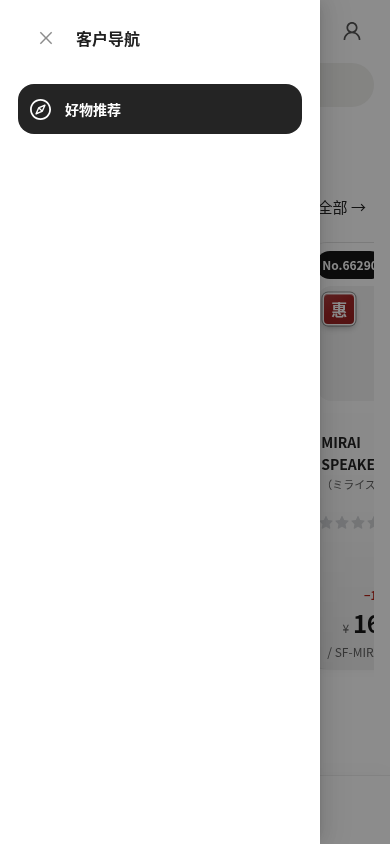 客户导航
好物推荐
全部 →
No.66290
惠
MIRAI
SPEAKE
（ミライス
¥ 16
/ SF-MIR